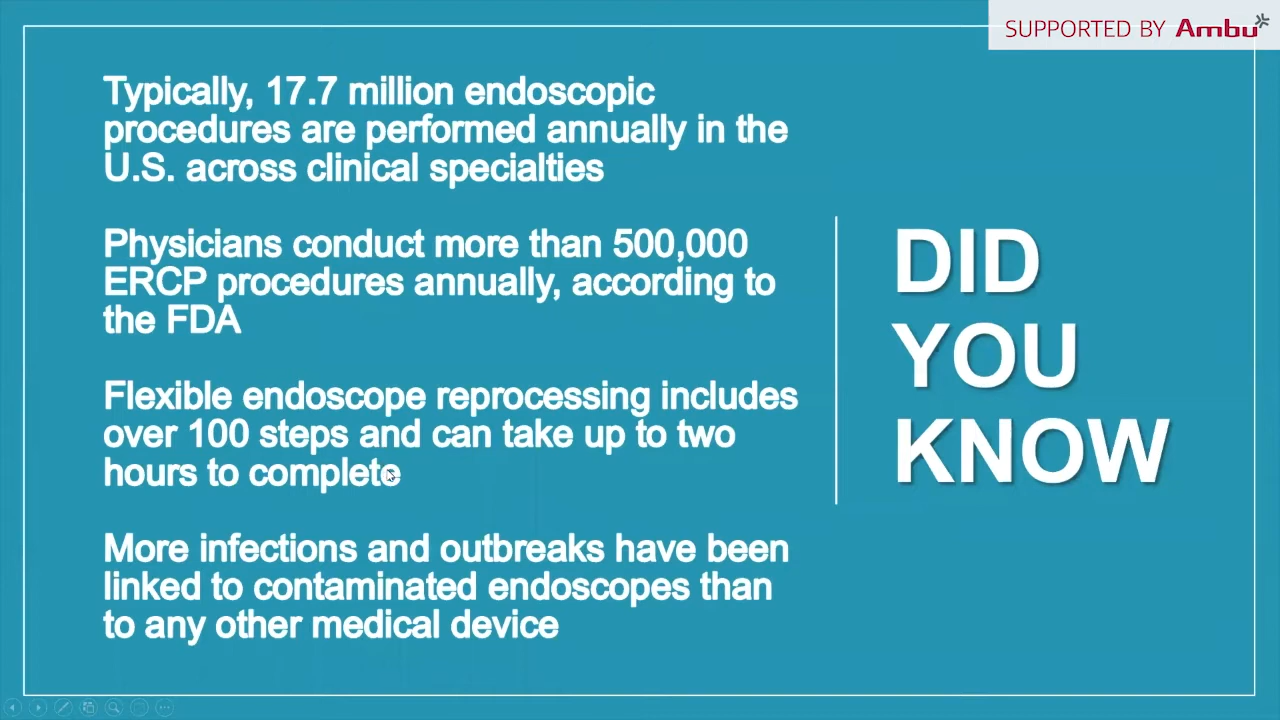 SUPPORTED BY Ambu
Typically, 17.7 million endoscopic
procedures are performed annually in the
U.S. across clinical specialties
Physicians conduct more than 500,000
ERCP procedures annually, according to
the FDA
Flexible endoscope reprocessing includes
over 100 steps and can take up to two
hours to complete
More infections and outbreaks have been
linked to contaminated endoscopes than
to any other medical device
DID
YOU
KNOW